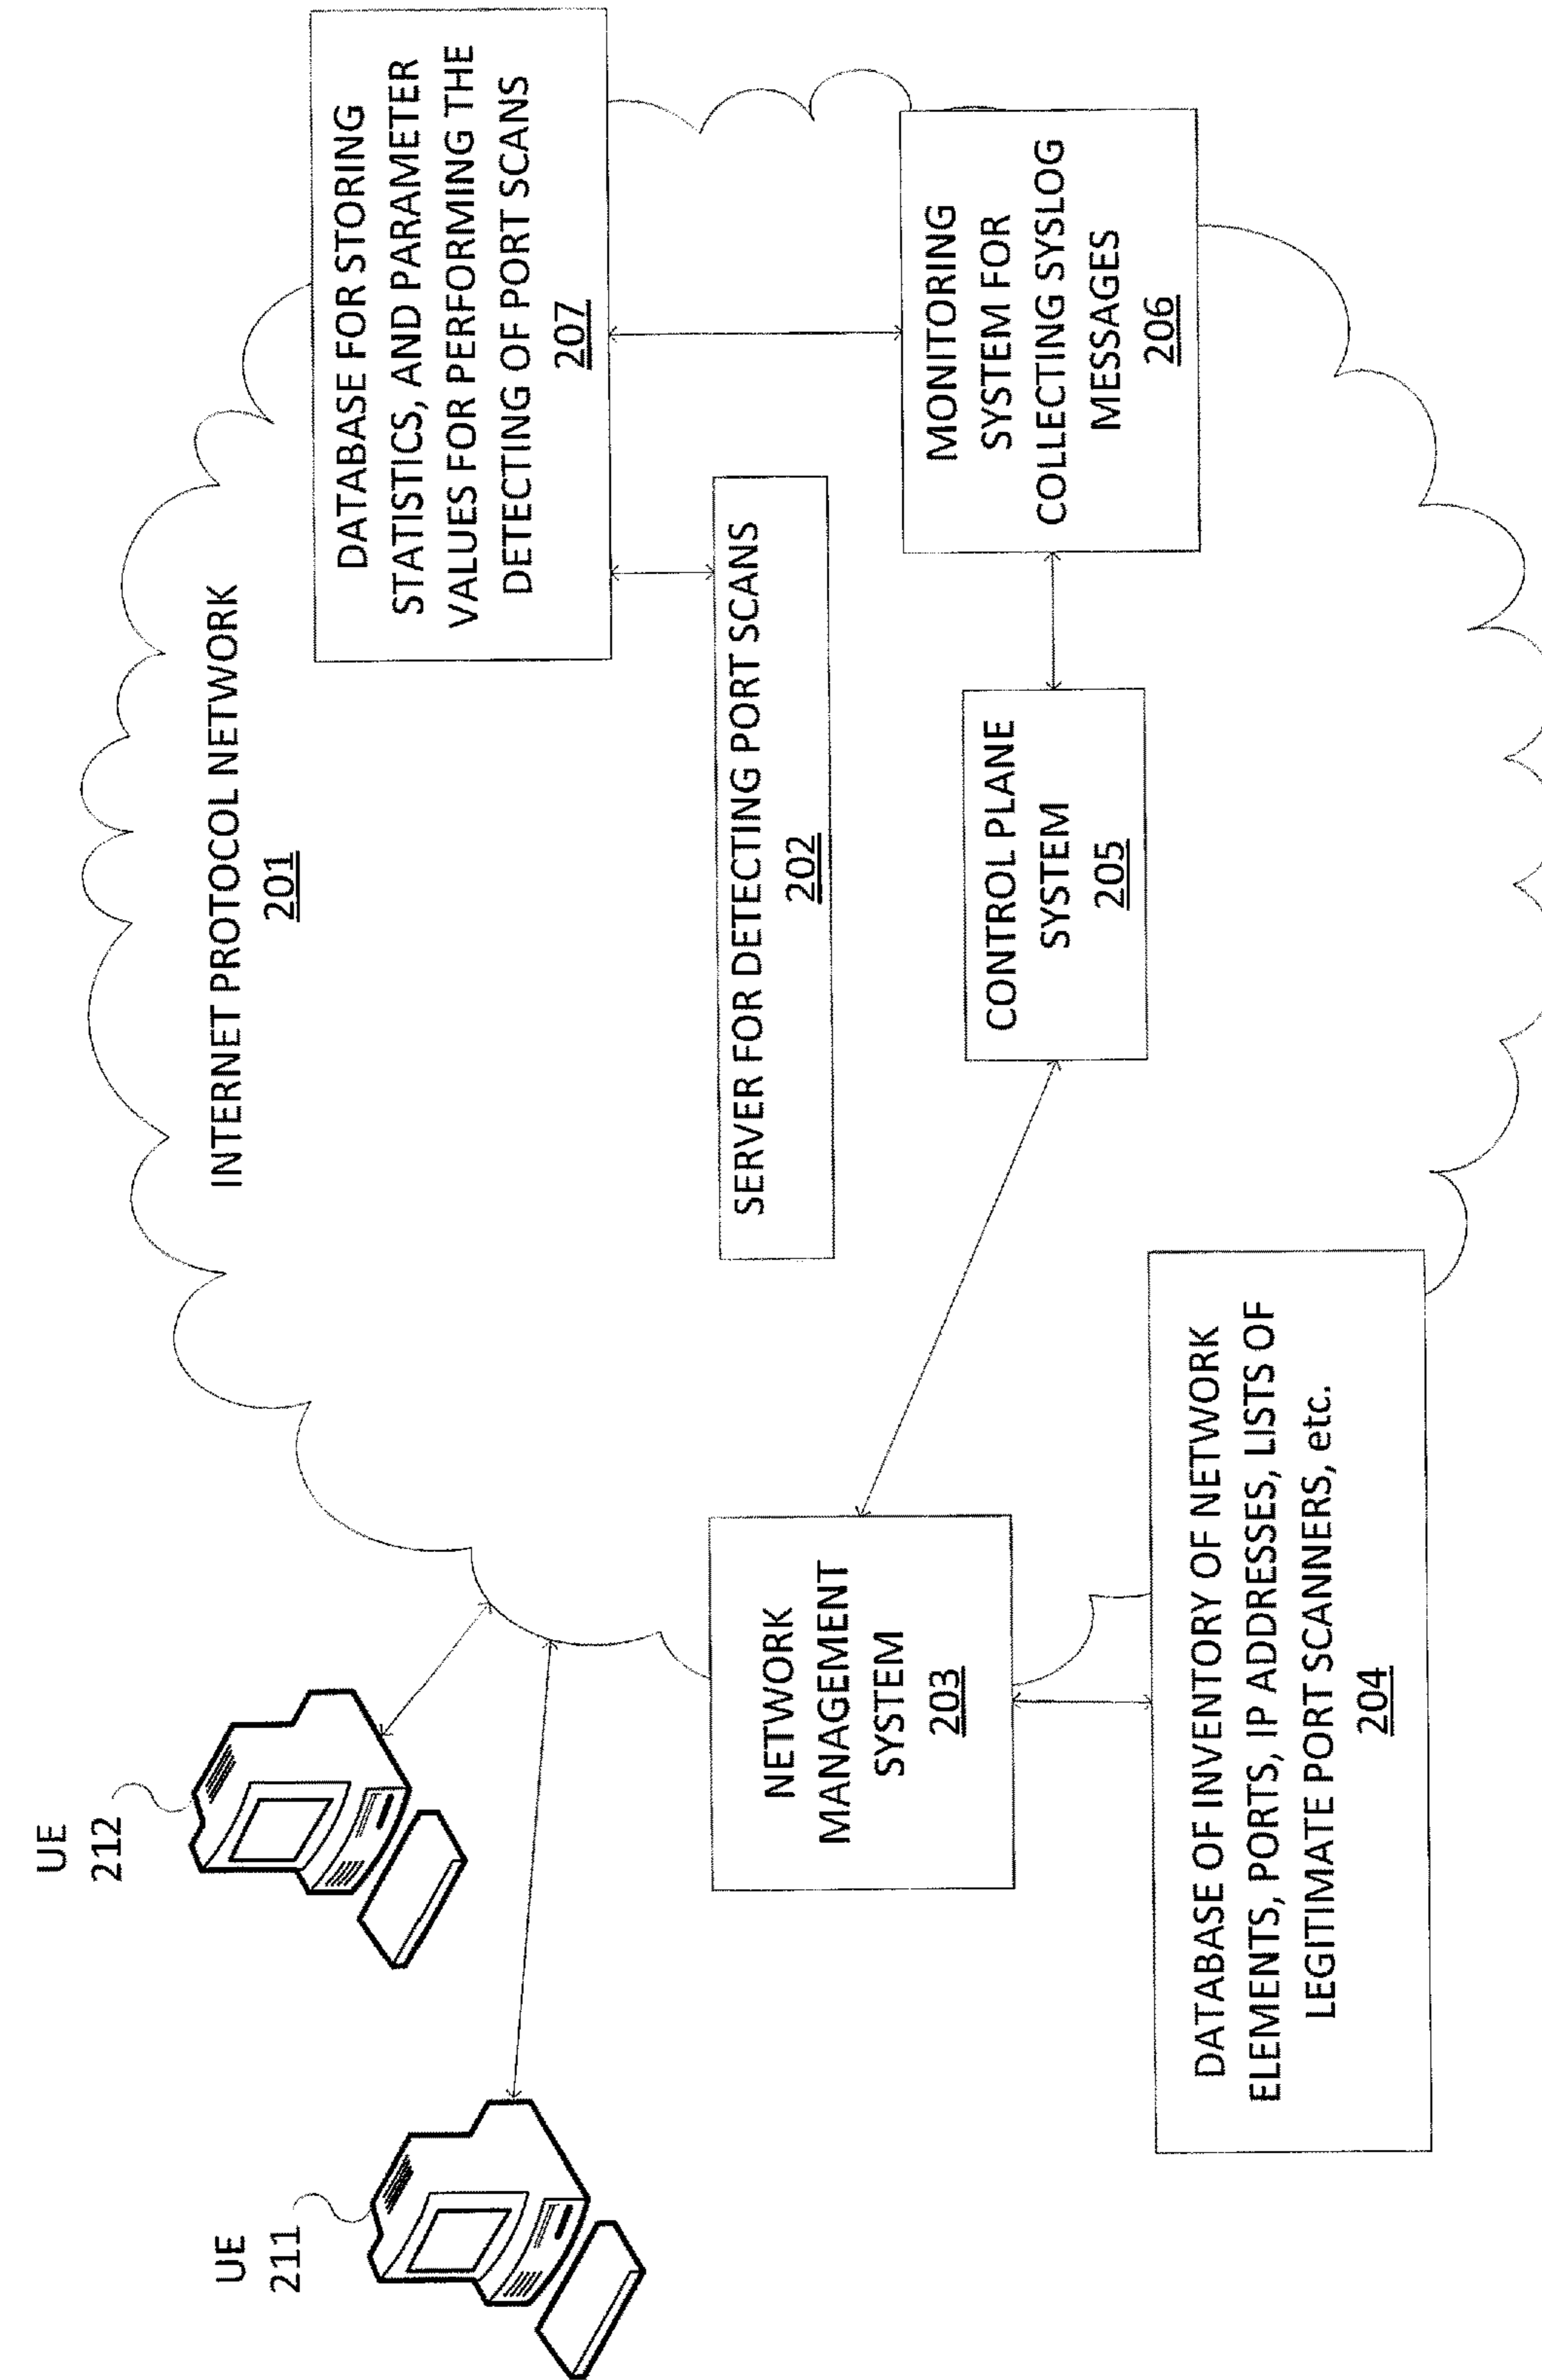 INTERNET PROTOCOL NETWORK
201
UE
212
UE
211
DATABASE FOR STORING
STATISTICS, AND PARAMETER
VALUES FOR PERFORMING THE
DETECTING OF PORT SCANS
207
SERVER FOR DETECTING PORT SCANS
202
NETWORK
MANAGEMENT
SYSTEM
203
CONTROL PLANE
SYSTEM
205
MONITORING
SYSTEM FOR
COLLECTING SYSLOG
MESSAGES
206
DATABASE OF INVENTORY OF NETWORK
ELEMENTS, PORTS, IP ADDRESSES, LISTS OF
LEGITIMATE PORT SCANNERS, etc.
204